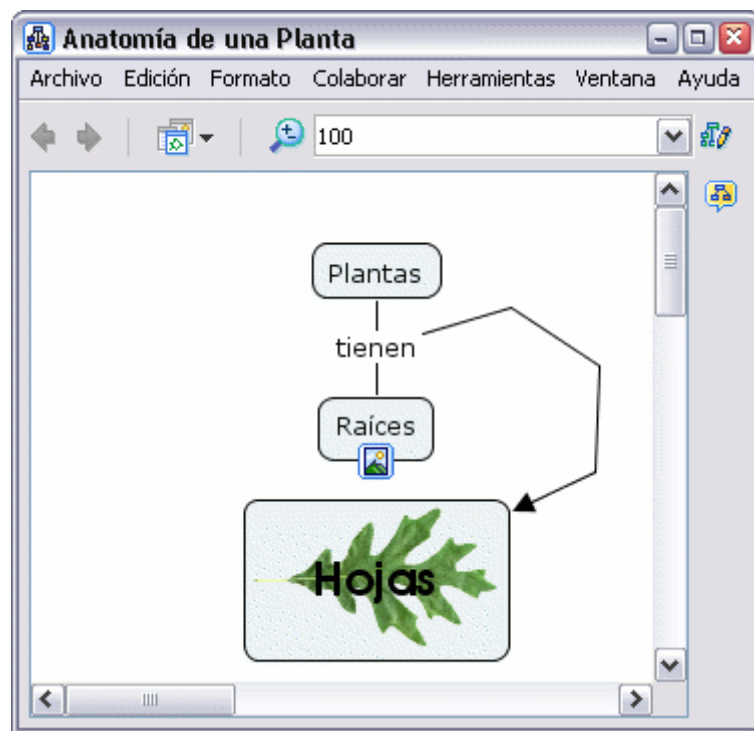 Anatomía de una Planta
Archivo Edición Formato Colaborar Herramientas Ventana Ayuda
100
Plantas
tienen
Raíces
Hojas